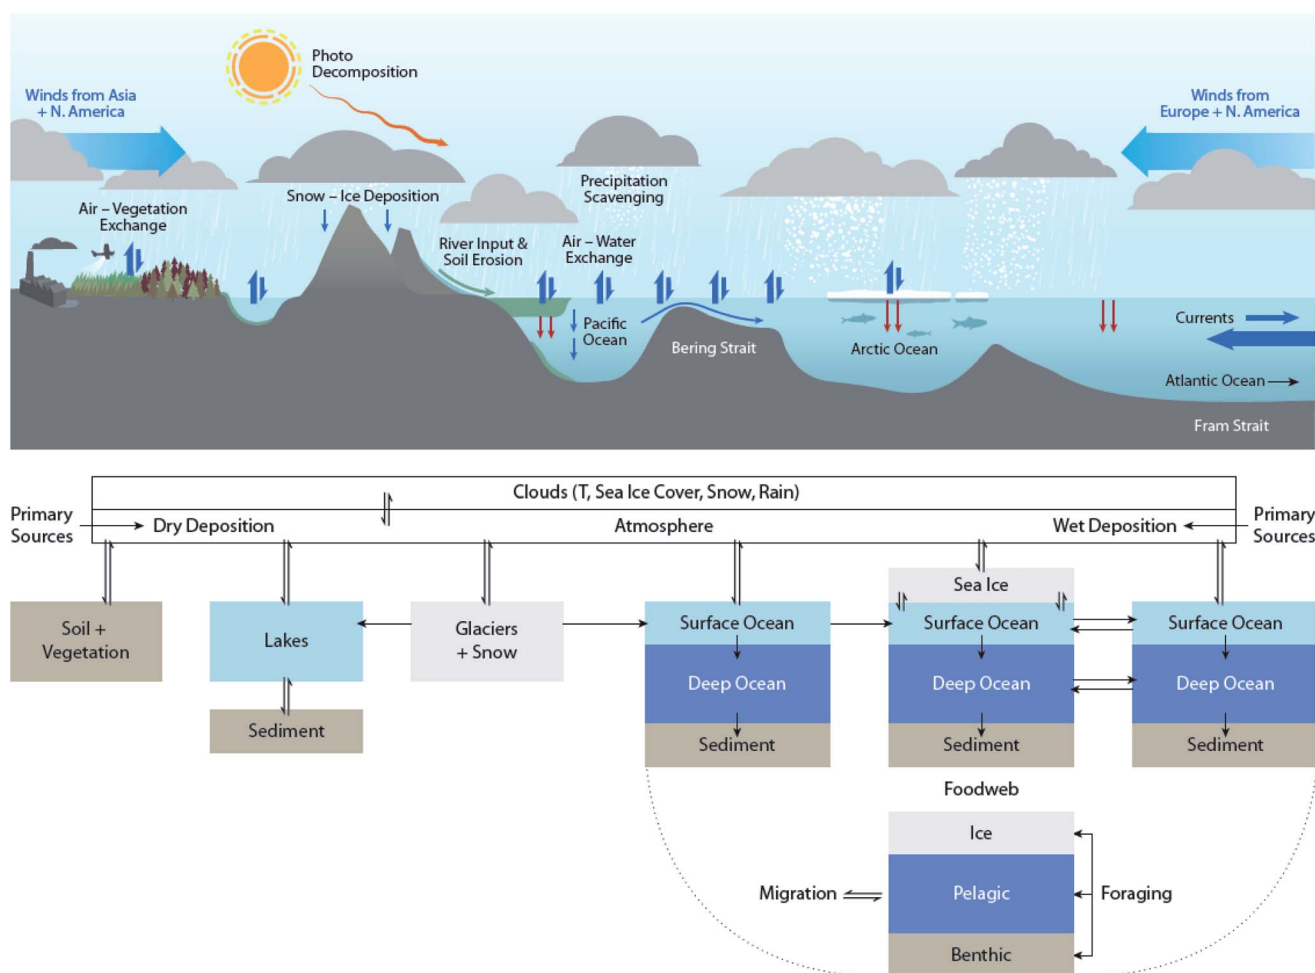 Photo
Decomposition
Winds from Asia
+ N. America
Winds from
Europe + N. America
Snow – Ice Deposition
Precipitation
Scavenging
Air – Vegetation
Exchange
River Input &
Soil Erosion
Air – Water
Exchange
Pacific
Ocean
Bering Strait
Arctic Ocean
Currents
Atlantic Ocean
Fram Strait
Clouds (T, Sea Ice Cover, Snow, Rain)
Primary
Sources
Dry Deposition
Atmosphere
Wet Deposition
Primary
Sources
Soil +
Vegetation
Lakes
Glaciers
+ Snow
Sea Ice
Surface Ocean
Surface Ocean
Surface Ocean
Deep Ocean
Deep Ocean
Deep Ocean
Sediment
Sediment
Sediment
Sediment
Foodweb
Ice
Migration
Pelagic
Foraging
Benthic